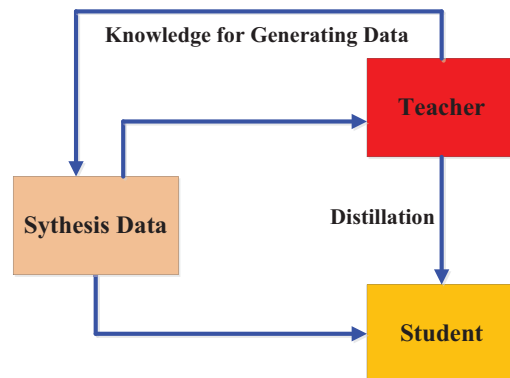 Knowledge for Generating Data
Teacher
Sythesis Data
Distillation
Student